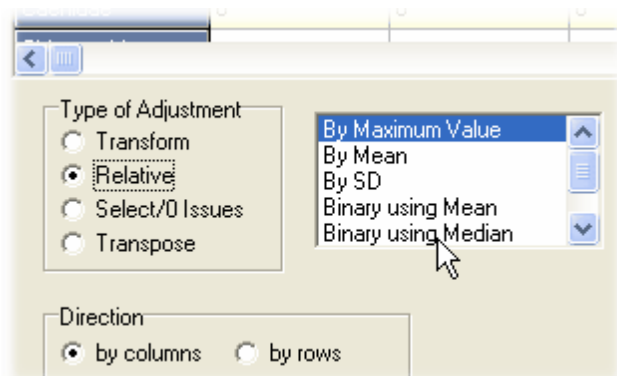 Type of Adjustment
Transform
Relative
Select/0 Issues
Transpose
By Maximum Value
By Mean
By SD
Binary using Mean
Binary using Median
Direction
by columns by rows